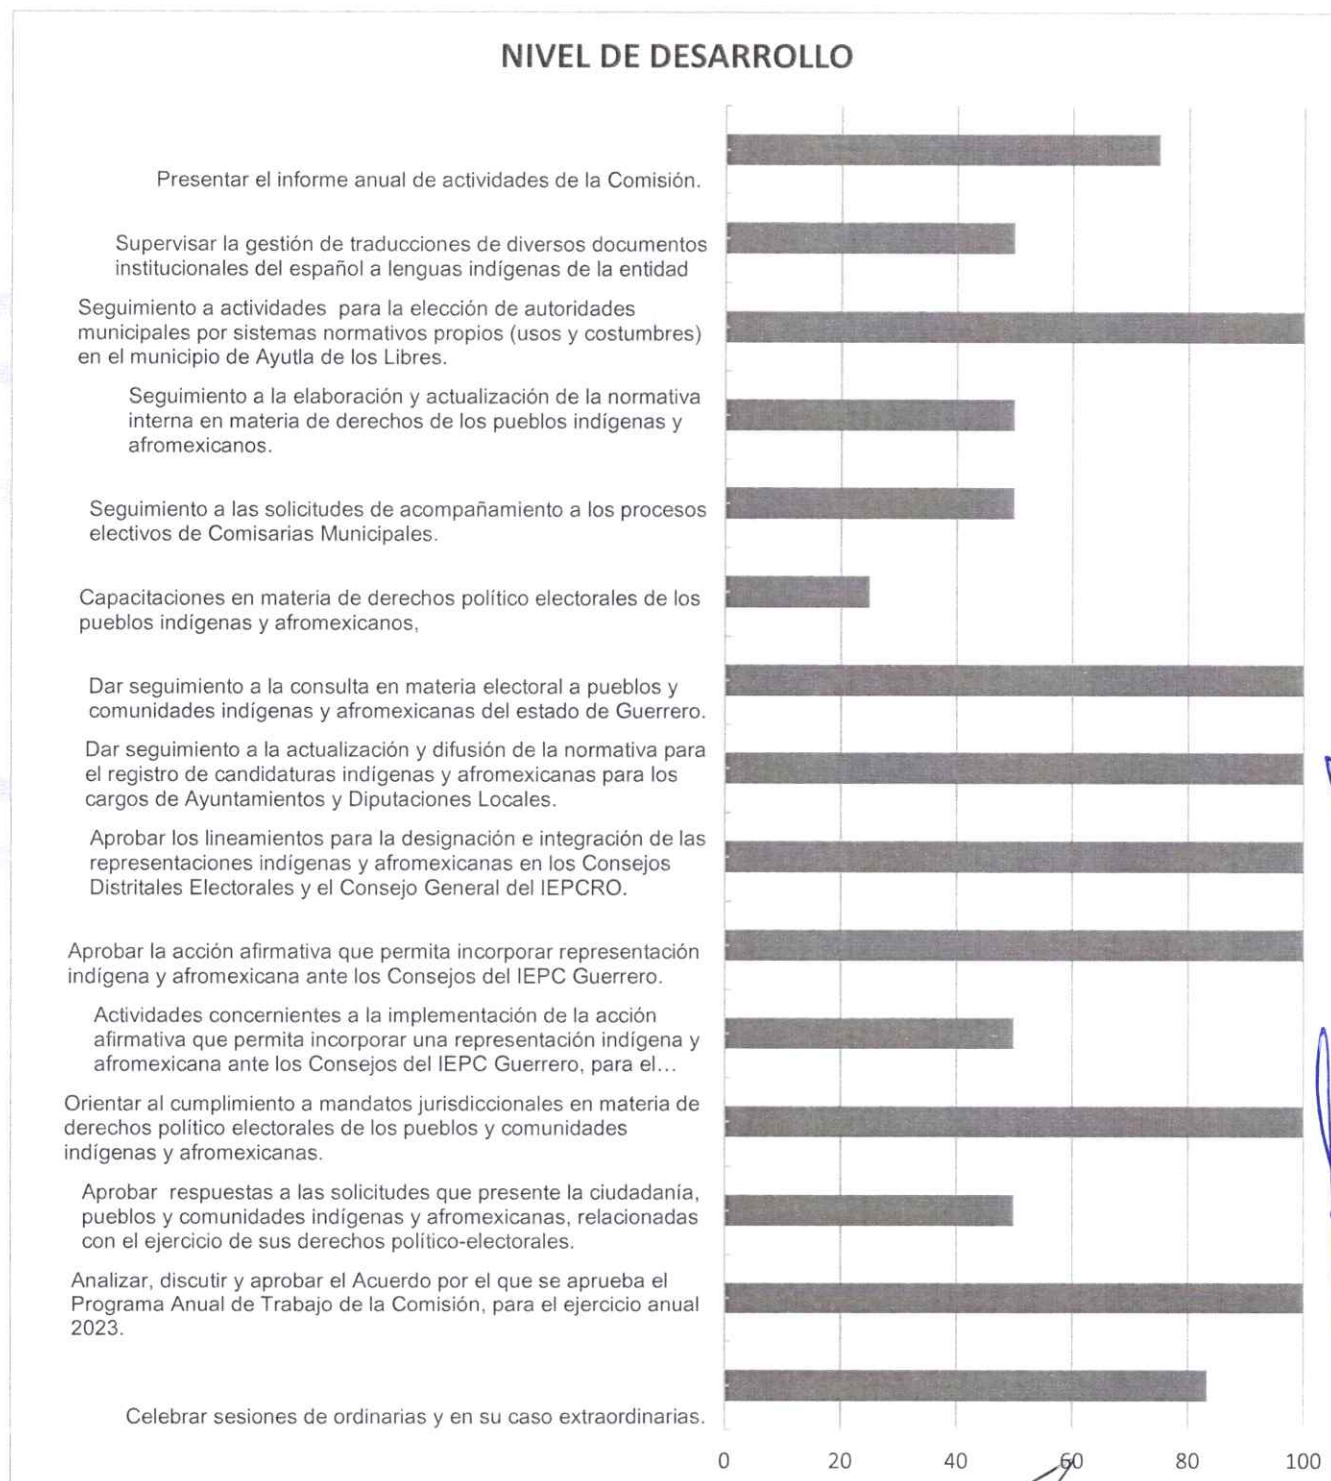 NIVEL DE DESARROLLO
Presentar el informe anual de actividades de la Comisión.
Supervisar la gestión de traducciones de diversos documentos
institucionales del español a lenguas indígenas de la entidad
Seguimiento a actividades para la elección de autoridades
municipales por sistemas normativos propios (usos y costumbres)
en el municipio de Ayutla de los Libres.
Seguimiento a la elaboración y actualización de la normativa
interna en materia de derechos de los pueblos indígenas y
afromexicanos.
Seguimiento a las solicitudes de acompañamiento a los procesos
electivos de Comisarias Municipales.
Capacitaciones en materia de derechos político electorales de los
pueblos indígenas y afromexicanos,
Dar seguimiento a la consulta en materia electoral a pueblos y
comunidades indígenas y afromexicanas del estado de Guerrero.
Dar seguimiento a la actualización y difusión de la normativa para
el registro de candidaturas indígenas y afromexicanas para los
cargos de Ayuntamientos y Diputaciones Locales.
Aprobar los lineamientos para la designación e integración de las
representaciones indígenas y afromexicanas en los Consejos
Distritales Electorales y el Consejo General del IEPCRO.
Aprobar la acción afirmativa que permita incorporar representación
indígena y afromexicana ante los Consejos del IEPC Guerrero.
Actividades concernientes a la implementación de la acción
afirmativa que permita incorporar una representación indígena y
afromexicana ante los Consejos del IEPC Guerrero, para el...
Orientar al cumplimiento a mandatos jurisdiccionales en materia de
derechos político electorales de los pueblos y comunidades
indígenas y afromexicanas.
Aprobar respuestas a las solicitudes que presente la ciudadanía,
pueblos y comunidades indígenas y afromexicanas, relacionadas
con el ejercicio de sus derechos político-electorales.
Analizar, discutir y aprobar el Acuerdo por el que se aprueba el
Programa Anual de Trabajo de la Comisión, para el ejercicio anual
2023.
Celebrar sesiones de ordinarias y en su caso extraordinarias.
0 20 40 60 80 100